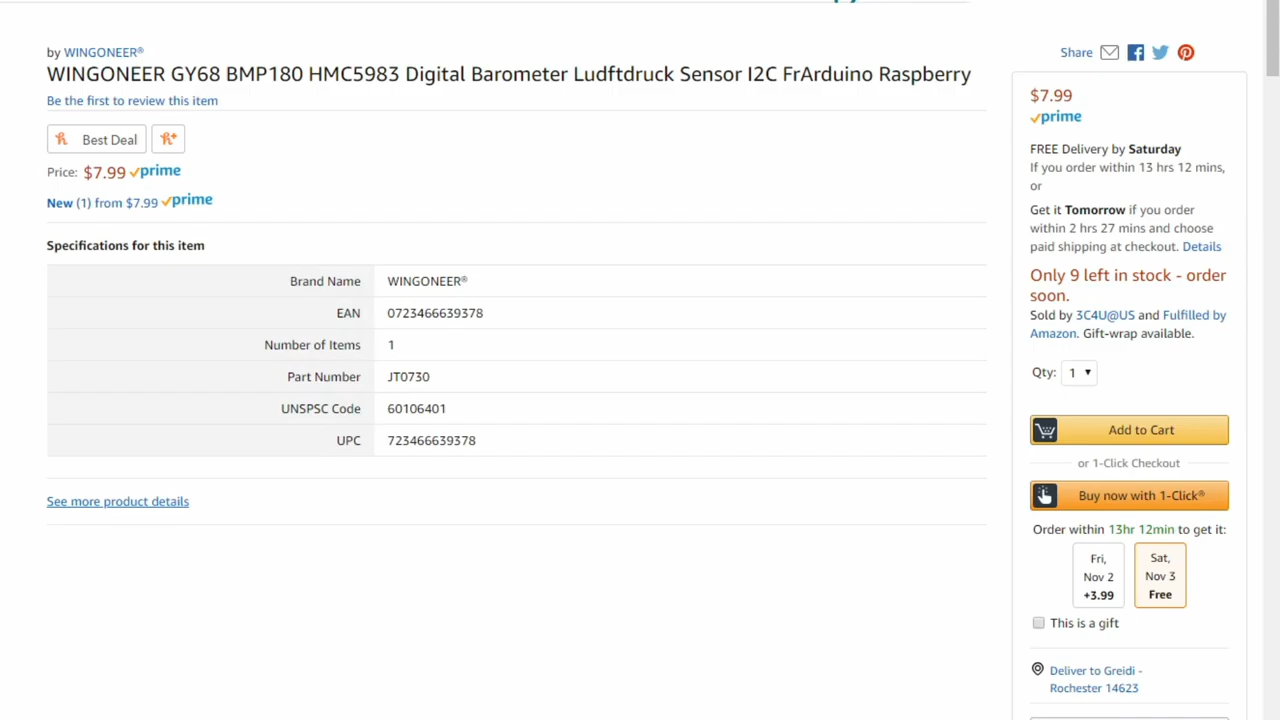 by WINGONEER®
WINGONEER GY68 BMP180 HMC5983 Digital Barometer Ludftdruck Sensor I2C FrArduino Raspberry
Be the first to review this item
Best Deal
Price: $7.99 prime
New (1) from $7.99 prime
Specifications for this item
Brand Name WINGONEER®
EAN 0723466639378
Number of Items 1
Part Number JT0730
UNSPSC Code 60106401
UPC 723466639378
See more product details
Share
$7.99
prime
FREE Delivery by Saturday
If you order within 13 hrs 12 mins,
or
Get it Tomorrow if you order
within 2 hrs 27 mins and choose
paid shipping at checkout. Details
Only 9 left in stock - order
soon.
Sold by 3C4U@US and Fulfilled by
Amazon. Gift-wrap available.
Qty: 1
Add to Cart
or 1-Click Checkout
Buy now with 1-Click®
Order within 13hr 12min to get it:
Fri,
Nov 2
+3.99
Sat,
Nov 3
Free
This is a gift
Deliver to Greidi -
Rochester 14623